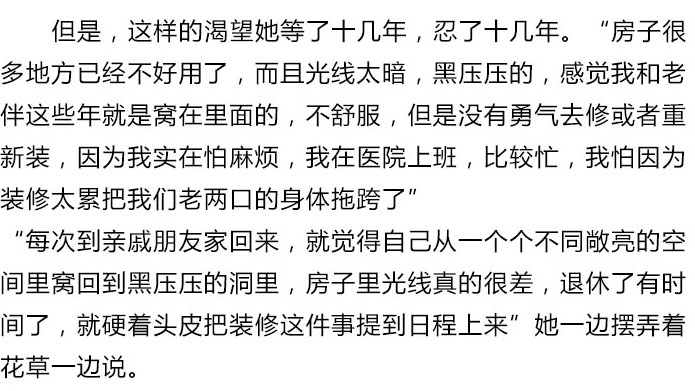 但是，这样的渴望她等了十几年，忍了十几年。“房子很
多地方已经不好用了，而且光线太暗，黑压压的，感觉我和老
伴这些年就是窝在里面的，不舒服，但是没有勇气去修或者重
新装，因为我实在怕麻烦，我在医院上班，比较忙，我怕因为
装修太累把我们老两口的身体拖跨了”
“每次到亲戚朋友家回来，就觉得自己从一个个不同敞亮的空
间里窝回到黑压压的洞里，房子里光线真的很差，退休了有时
间了，就硬着头皮把装修这件事提到日程上来”她一边摆弄着
花草一边说。